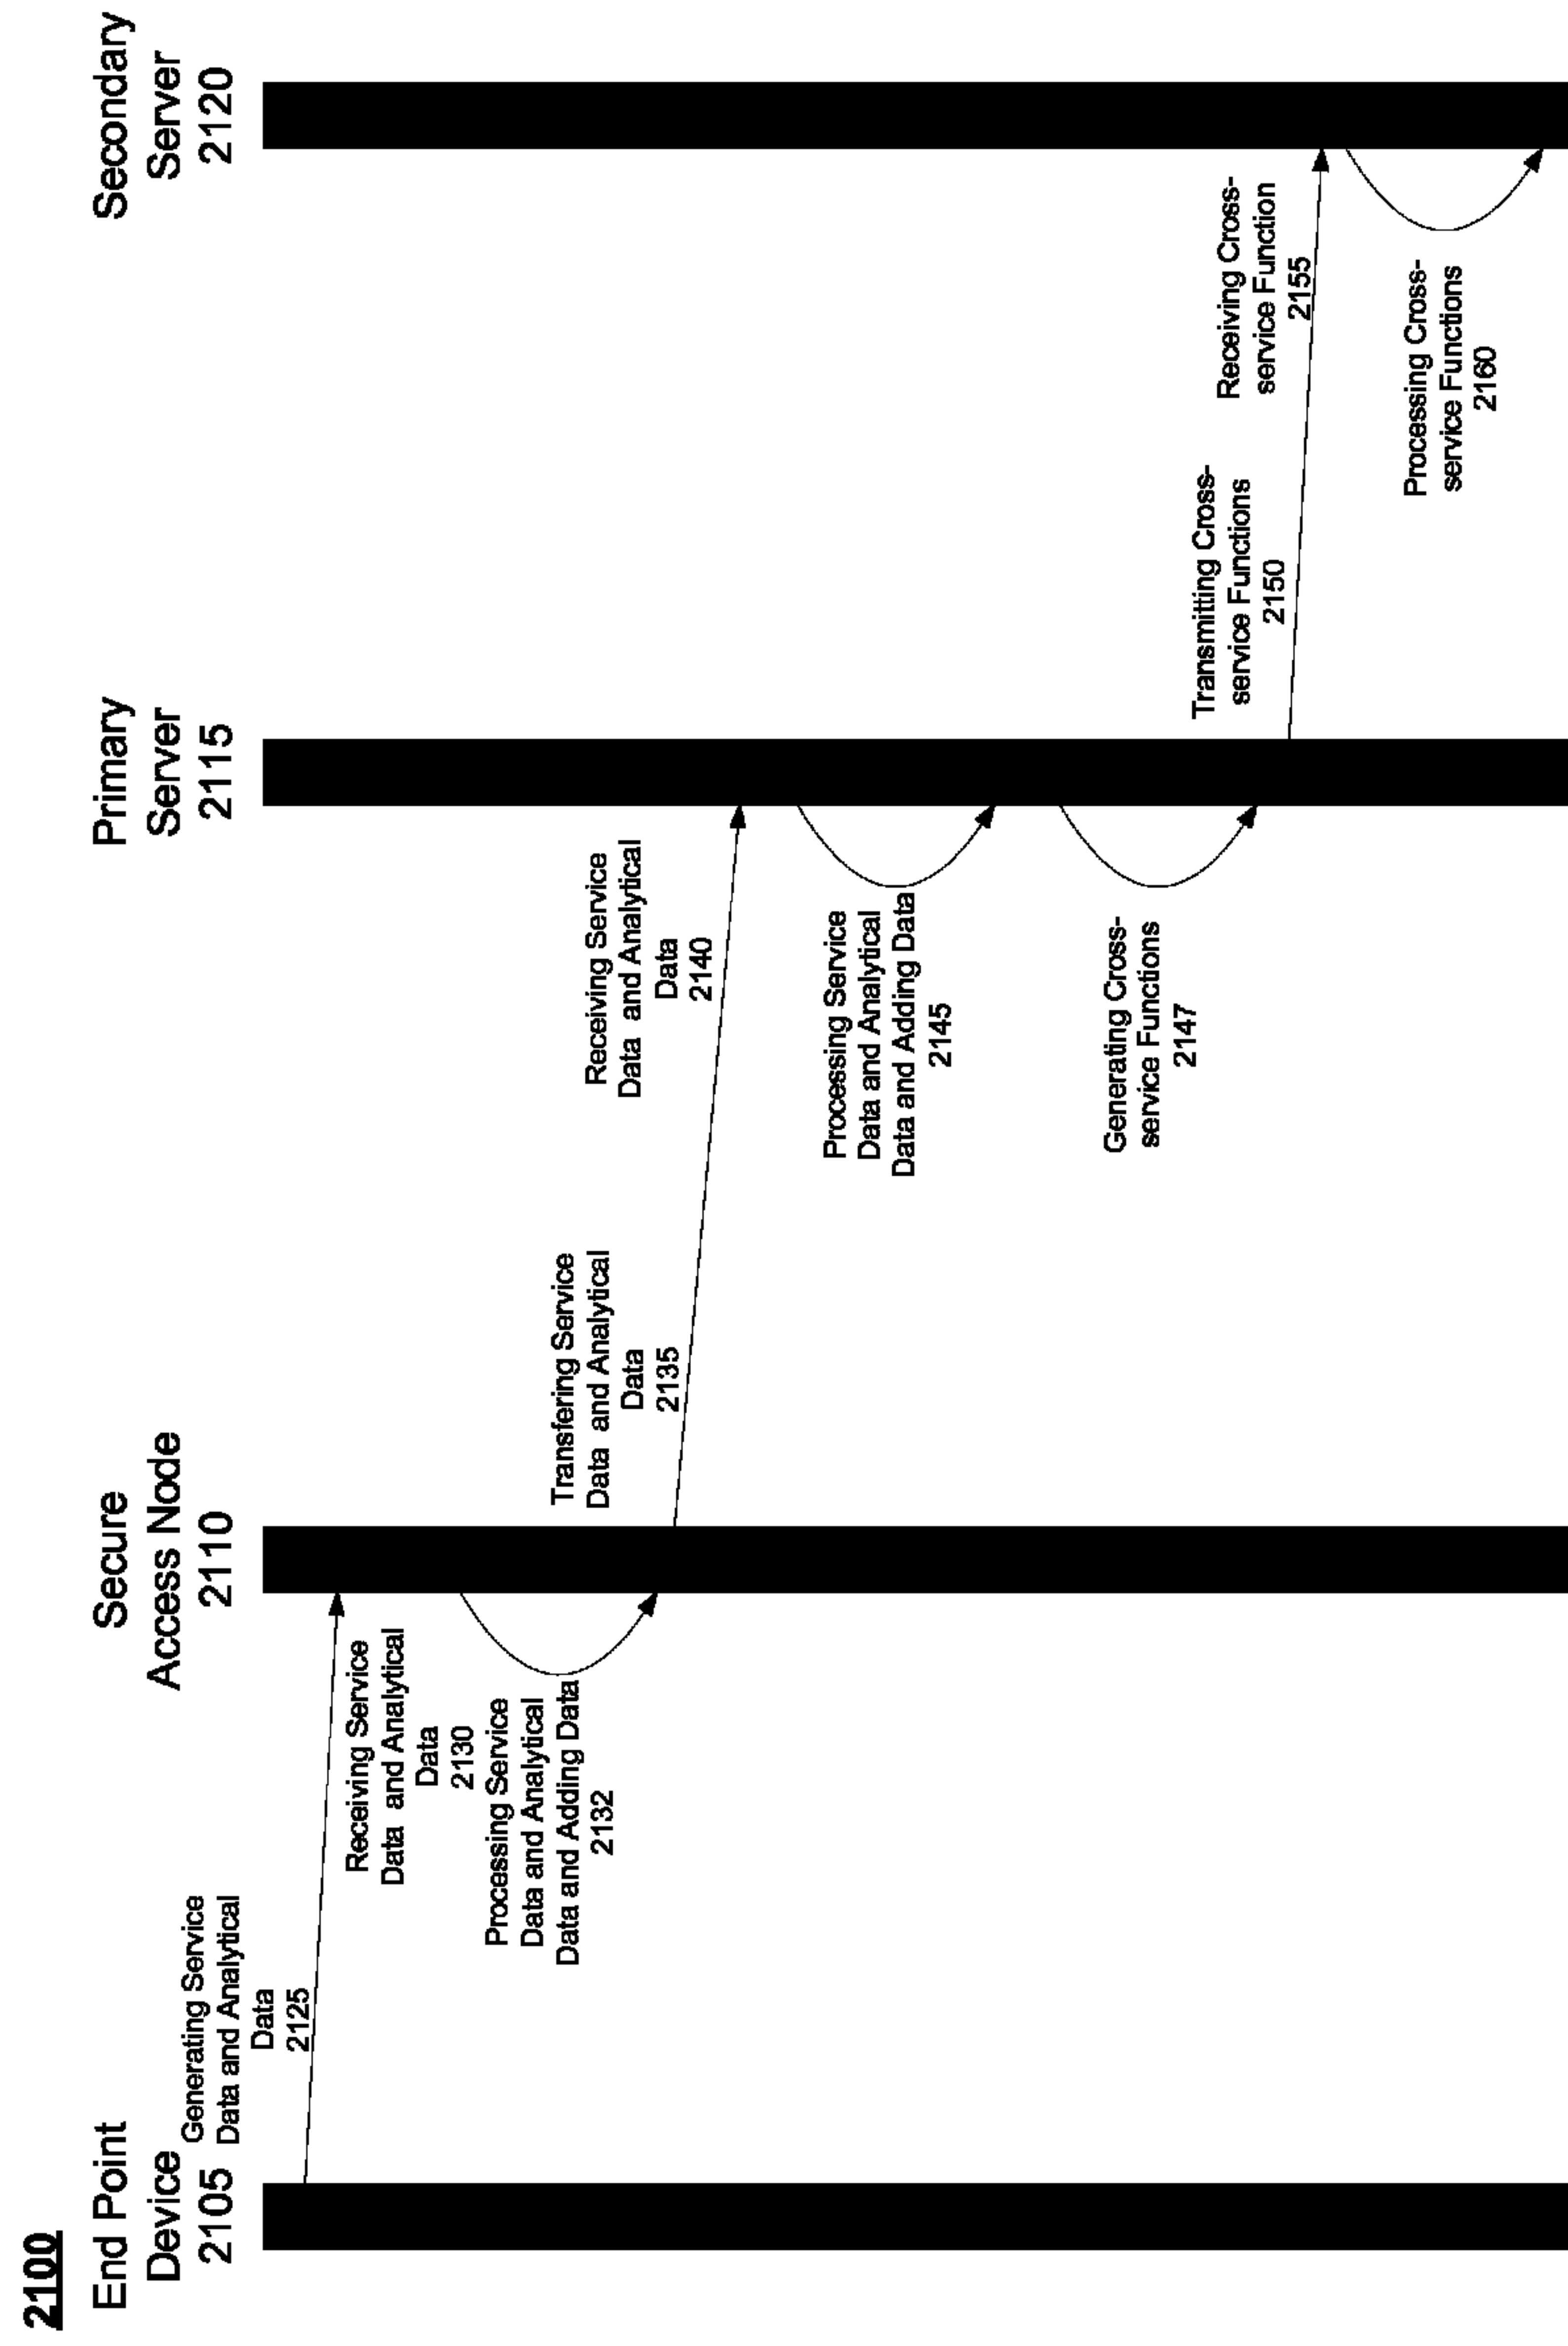 2100
End Point
Device
2105
Secure
Access Node
2110
Primary
Server
2115
Secondary
Server
2120
Generating Service
Data and Analytical
Data
2125
Receiving Service
Data and Analytical
Data
2130
Processing Service
Data and Analytical
Data and Adding Data
2132
Transfering Service
Data and Analytical
Data
2135
Receiving Service
Data and Analytical
Data
2140
Processing Service
Data and Analytical
Data and Adding Data
2145
Generating Cross-
service Functions
2147
Transmitting Cross-
service Functions
2150
Receiving Cross-
service Function
2155
Processing Cross-
service Functions
2160